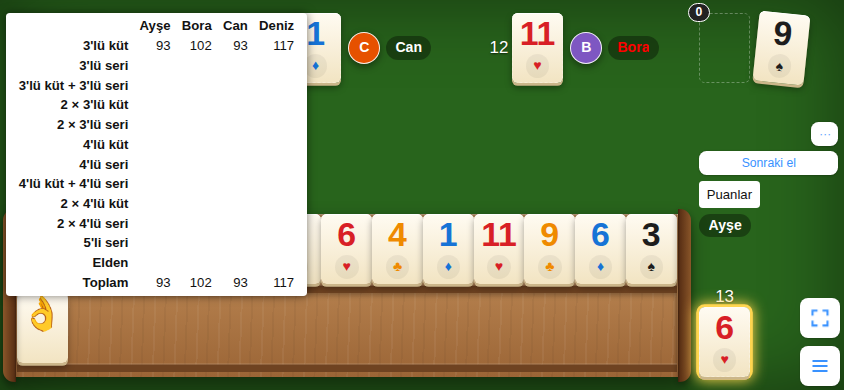 Ayşe Bora Can Deniz
3'lü küt 93 102 93 117
3'lü seri
3'lü küt + 3'lü seri
2 × 3'lü küt
2 × 3'lü seri
4'lü küt
4'lü seri
4'lü küt + 4'lü seri
2 × 4'lü küt
2 × 4'lü seri
5'li seri
Elden
Toplam 93 102 93 117
1
C Can
12
11
B Bora
0
9
...
Sonraki el
Puanlar
Ayşe
6 4 1 11 9 6 3
13
6